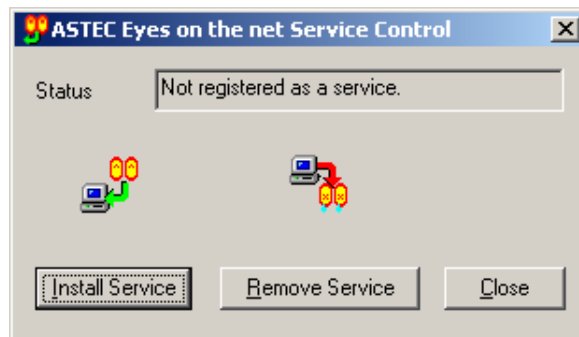 ASTEC Eyes on the net Service Control
Status
Not registered as a service.
Install Service
Remove Service
Close